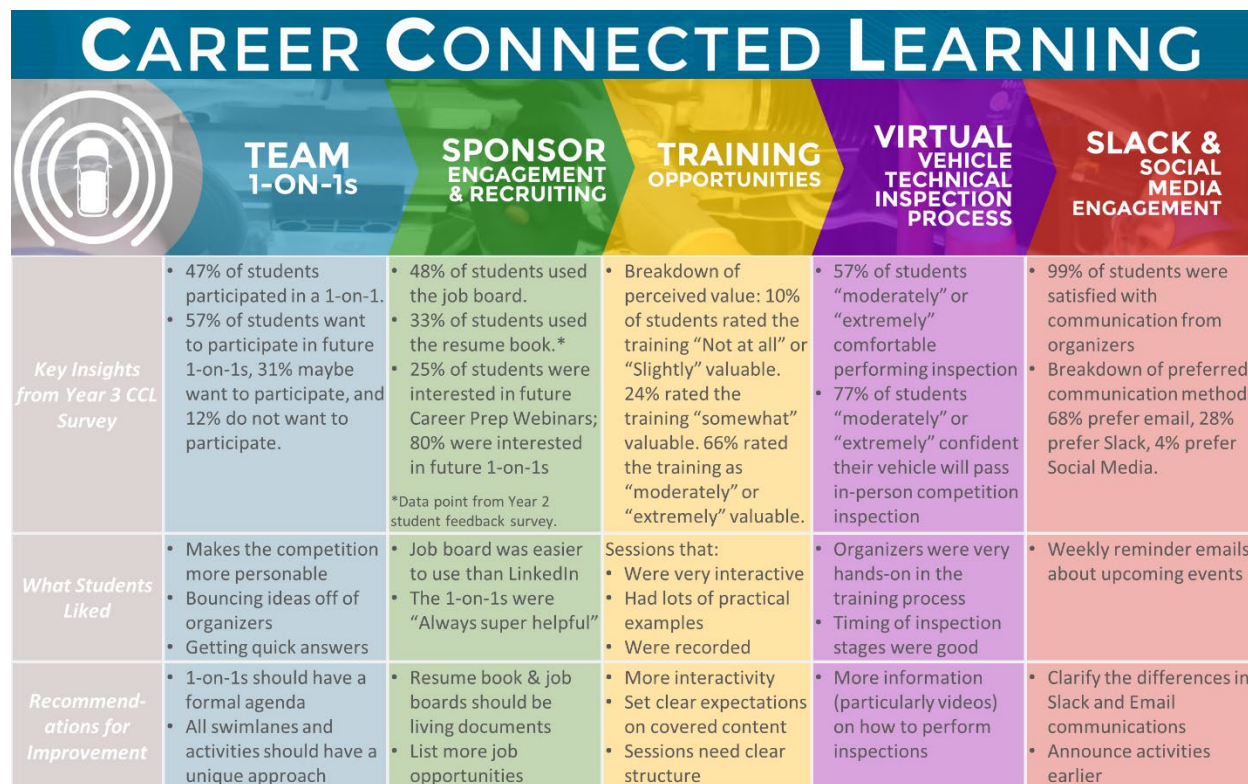 CAREER CONNECTED LEARNING
TEAM
1-ON-1s
SPONSOR
ENGAGEMENT
& RECRUITING
TRAINING
OPPORTUNITIES
VIRTUAL
VEHICLE
TECHNICAL
INSPECTION
PROCESS
SLACK &
SOCIAL
MEDIA
ENGAGEMENT
Key Insights
from Year 3 CCL
Survey
• 47% of students
participated in a 1-on-1.
• 57% of students want
to participate in future
1-on-1s, 31% maybe
want to participate, and
12% do not want to
participate.
• 48% of students used
the job board.
• 33% of students used
the resume book.*
• 25% of students were
interested in future
Career Prep Webinars;
80% were interested
in future 1-on-1s
*Data point from Year 2
student feedback survey.
• Breakdown of
perceived value: 10%
of students rated the
training “Not at all” or
“Slightly” valuable.
24% rated the
training “somewhat”
valuable. 66% rated
the training as
“moderately” or
“extremely” valuable.
• 57% of students
“moderately” or
“extremely”
comfortable
performing inspection
• 77% of students
“moderately” or
“extremely” confident
their vehicle will pass
in-person competition
inspection
• 99% of students were
satisfied with
communication from
organizers
• Breakdown of preferred
communication method
68% prefer email, 28%
prefer Slack, 4% prefer
Social Media.
What Students
Liked
• Makes the competition
more personable
• Bouncing ideas off of
organizers
• Getting quick answers
• Job board was easier
to use than LinkedIn
• The 1-on-1s were
“Always super helpful”
Sessions that:
• Were very interactive
• Had lots of practical
examples
• Were recorded
• Organizers were very
hands-on in the
training process
• Timing of inspection
stages were good
• Weekly reminder emails
about upcoming events
Recommend-
ations for
Improvement
• 1-on-1s should have a
formal agenda
• All swimlanes and
activities should have a
unique approach
• Resume book & job
boards should be
living documents
• List more job
opportunities
• More interactivity
• Set clear expectations
on covered content
• Sessions need clear
structure
• More information
(particularly videos)
on how to perform
inspections
• Clarify the differences in
Slack and Email
communications
• Announce activities
earlier